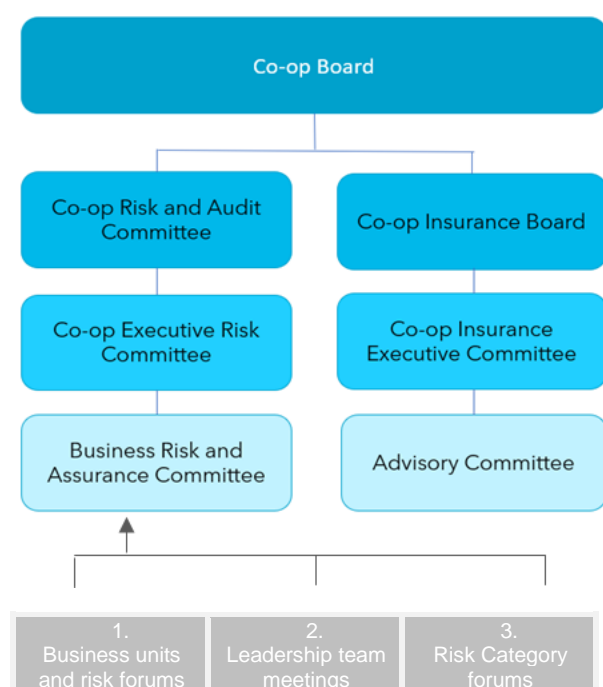 Co-op Board
Co-op Risk and Audit
Committee
Co-op Insurance Board
Co-op Executive Risk
Committee
Co-op Insurance
Executive Committee
Business Risk and
Assurance Committee
Advisory Committee
1.
Business units
and risk forums
2.
Leadership team
meetings
3.
Risk Category
forums